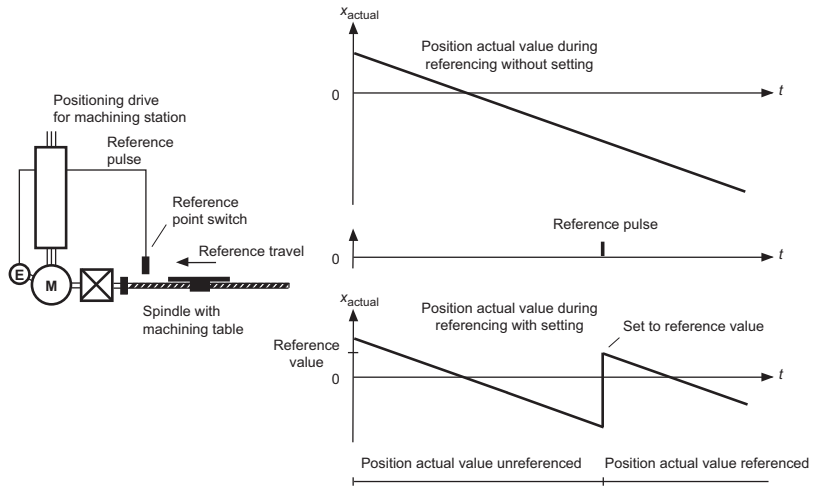 Positioning drive
for machining station
Reference
pulse
Reference
point switch
Reference travel
E
M
Spindle with
machining table
xactual
Position actual value during
referencing without setting
0
t
Reference pulse
0
t
xactual
Position actual value during
referencing with setting
Set to reference value
Reference
value
0
t
Position actual value unreferenced
Position actual value referenced